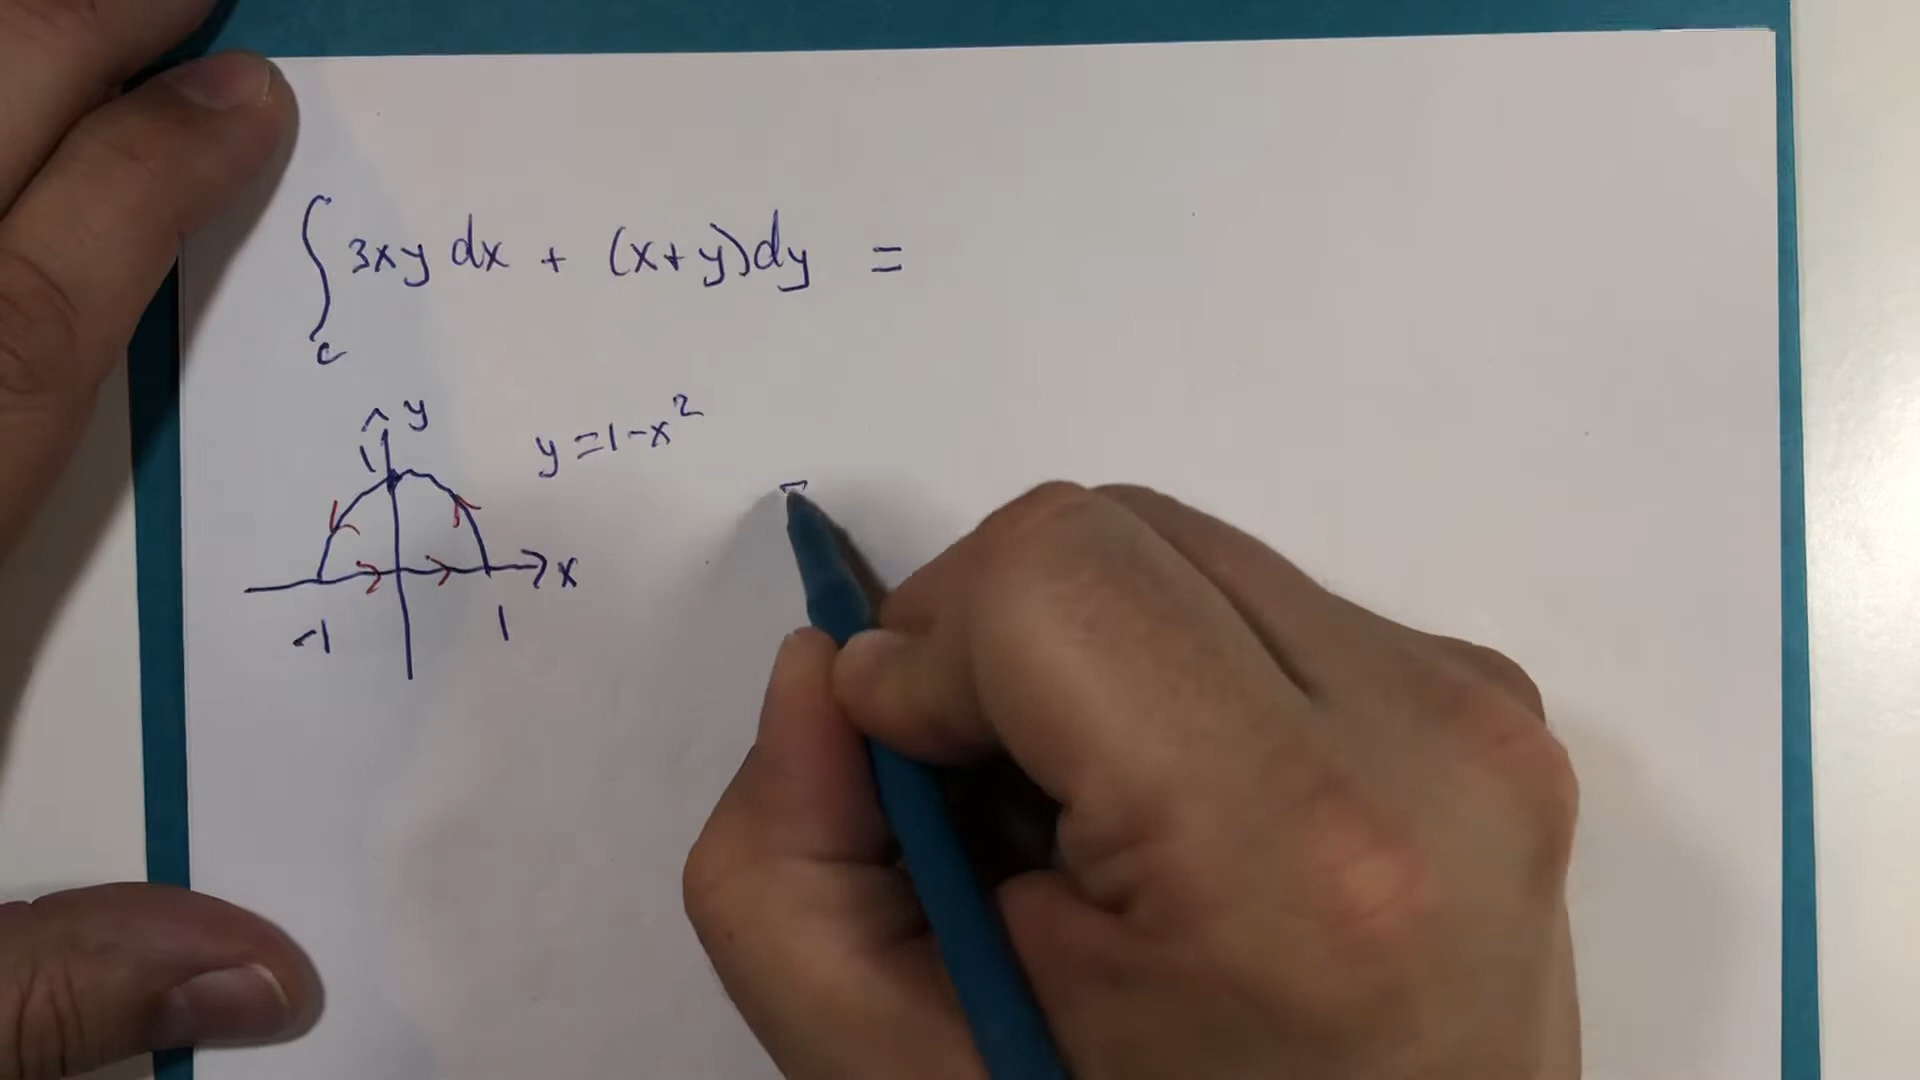 ∫_C 3xy dx + (x+y)dy =
y
1
y = 1-x²
x
-1 1